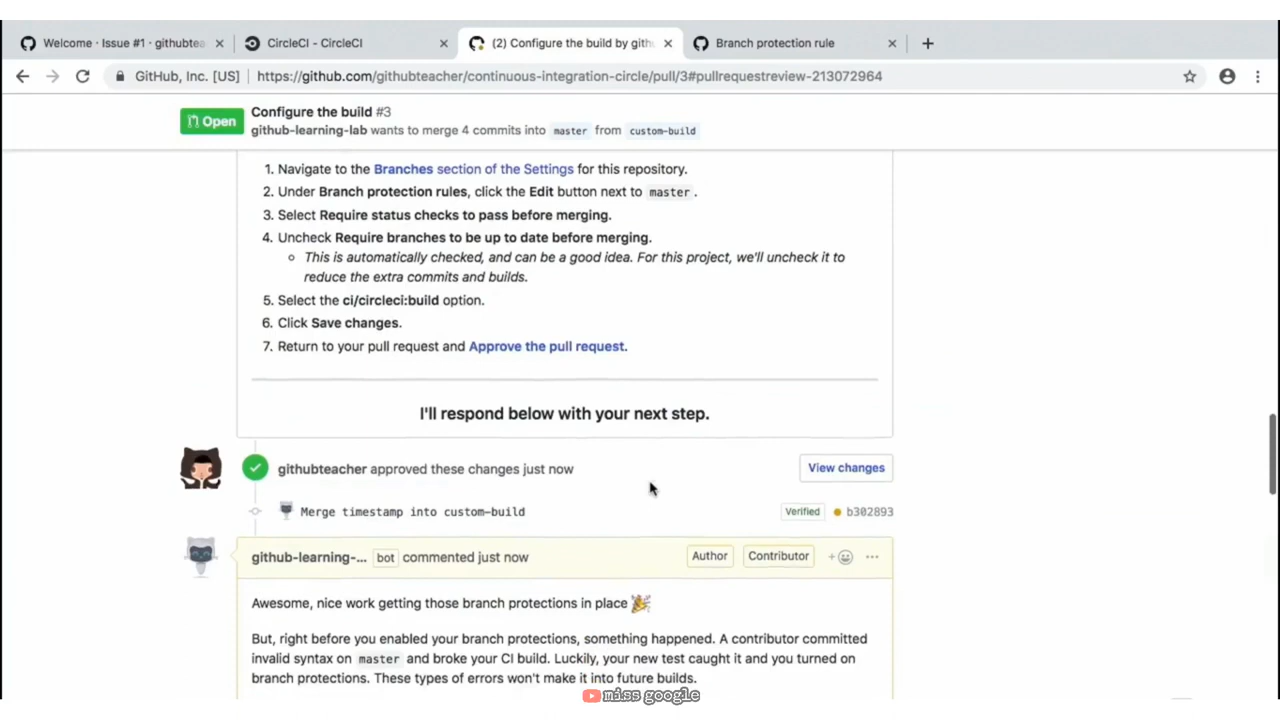 Welcome · Issue #1 · githubtea
CircleCI - CircleCI
(2) Configure the build by gith
Branch protection rule
GitHub, Inc. [US]
https://github.com/githubteacher/continuous-integration-circle/pull/3#pullrequestreview-213072964
Open
Configure the build #3
github-learning-lab wants to merge 4 commits into master from custom-build
1. Navigate to the Branches section of the Settings for this repository.
2. Under Branch protection rules, click the Edit button next to master.
3. Select Require status checks to pass before merging.
4. Uncheck Require branches to be up to date before merging.
This is automatically checked, and can be a good idea. For this project, we'll uncheck it to
reduce the extra commits and builds.
5. Select the ci/circleci:build option.
6. Click Save changes.
7. Return to your pull request and Approve the pull request.
I'll respond below with your next step.
githubteacher approved these changes just now
View changes
Merge timestamp into custom-build
Verified
b302893
github-learning-... bot commented just now
Author
Contributor
Awesome, nice work getting those branch protections in place
But, right before you enabled your branch protections, something happened. A contributor committed
invalid syntax on master and broke your CI build. Luckily, your new test caught it and you turned on
branch protections. These types of errors won't make it into future builds.
miss google